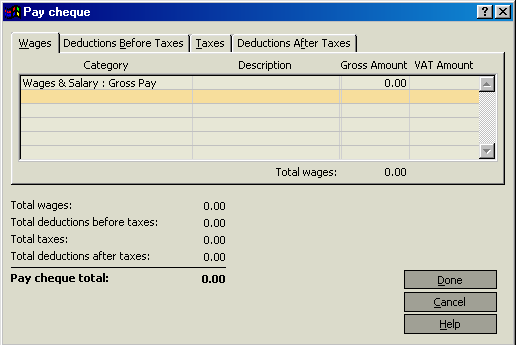 Pay cheque
Wages Deductions Before Taxes Taxes Deductions After Taxes
Category Description Gross Amount VAT Amount
Wages & Salary : Gross Pay 0.00
Total wages: 0.00
Total wages: 0.00
Total deductions before taxes: 0.00
Total taxes: 0.00
Total deductions after taxes: 0.00
Pay cheque total: 0.00
Done
Cancel
Help